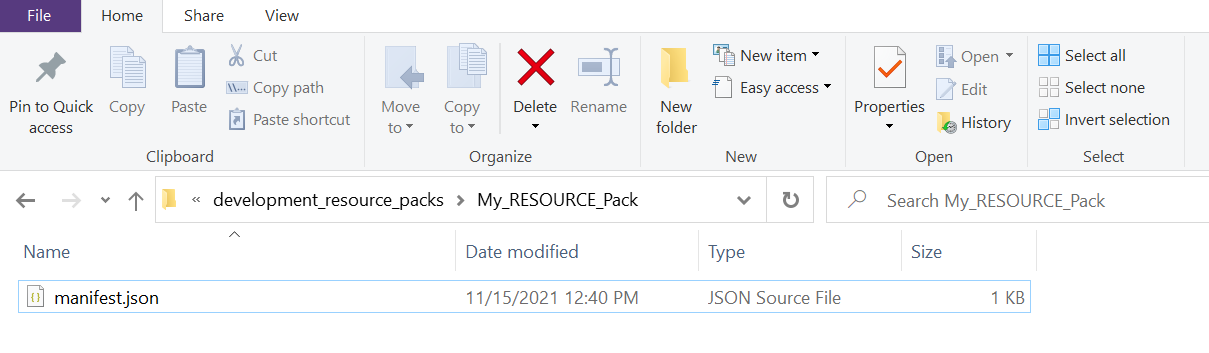 File Home Share View
Pin to Quick access
Copy
Paste
Cut
Copy path
Paste shortcut
Clipboard
Move to
Copy to
Delete
Rename
Organize
New folder
New item
Easy access
New
Properties
Open
Edit
History
Open
Select all
Select none
Invert selection
Select
« development_resource_packs > My_RESOURCE_Pack
Search My_RESOURCE_Pack
Name Date modified Type Size
manifest.json 11/15/2021 12:40 PM JSON Source File 1 KB